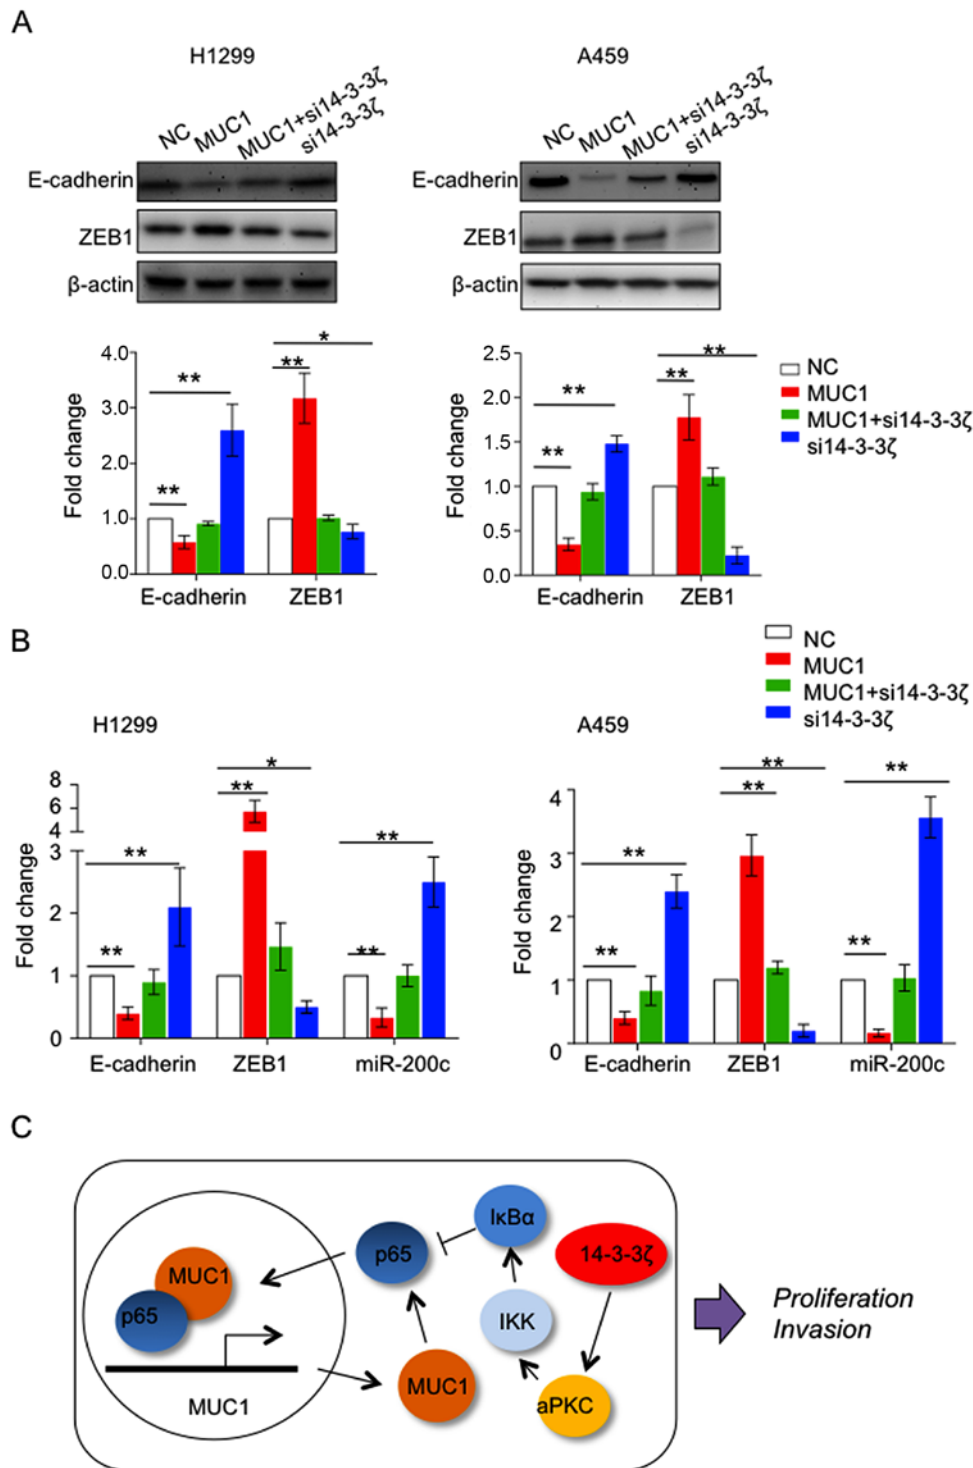 A
H1299
NC
MUC1
MUC1+si14-3-3ζ
si14-3-3ζ
E-cadherin
ZEB1
β-actin
A459
NC
MUC1
MUC1+si14-3-3ζ
si14-3-3ζ
E-cadherin
ZEB1
β-actin
Fold change
4.0
3.0
2.0
1.0
0.0
**
**
**
*
E-cadherin
ZEB1
Fold change
2.5
2.0
1.5
1.0
0.5
0.0
**
**
**
**
E-cadherin
ZEB1
NC
MUC1
MUC1+si14-3-3ζ
si14-3-3ζ
B
NC
MUC1
MUC1+si14-3-3ζ
si14-3-3ζ
H1299
Fold change
8
6
4
3
2
1
0
**
**
**
*
**
**
E-cadherin
ZEB1
miR-200c
A459
Fold change
4
3
2
1
0
**
**
**
**
**
**
E-cadherin
ZEB1
miR-200c
C
MUC1
p65
MUC1
p65
IκBα
14-3-3ζ
IKK
MUC1
aPKC
Proliferation
Invasion